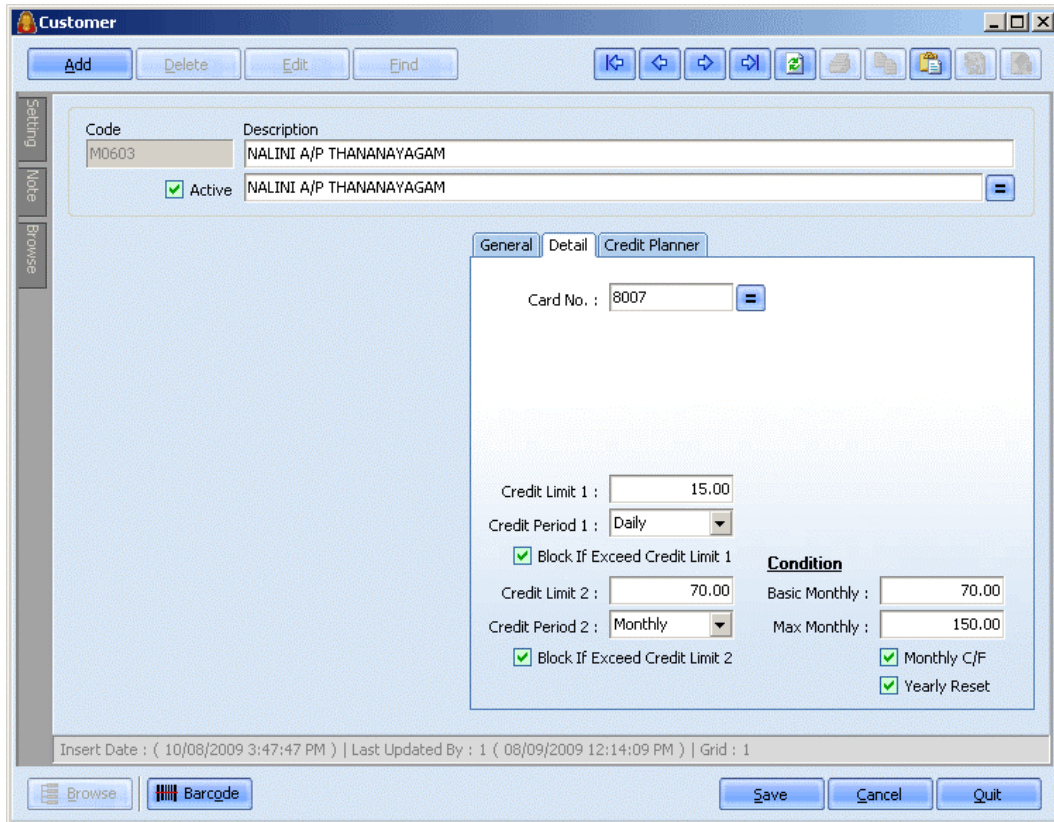 Customer
Add Delete Edit Find
Setting
Note
Browse
Code Description
M0603 NALINI A/P THANANAYAGAM
Active NALINI A/P THANANAYAGAM =
General Detail Credit Planner
Card No. : 8007 =
Credit Limit 1 : 15.00
Credit Period 1 : Daily
Block If Exceed Credit Limit 1
Condition
Credit Limit 2 : 70.00 Basic Monthly : 70.00
Credit Period 2 : Monthly Max Monthly : 150.00
Block If Exceed Credit Limit 2 Monthly C/F
Yearly Reset
Insert Date : ( 10/08/2009 3:47:47 PM ) | Last Updated By : 1 ( 08/09/2009 12:14:09 PM ) | Grid : 1
Browse Barcode Save Cancel Quit